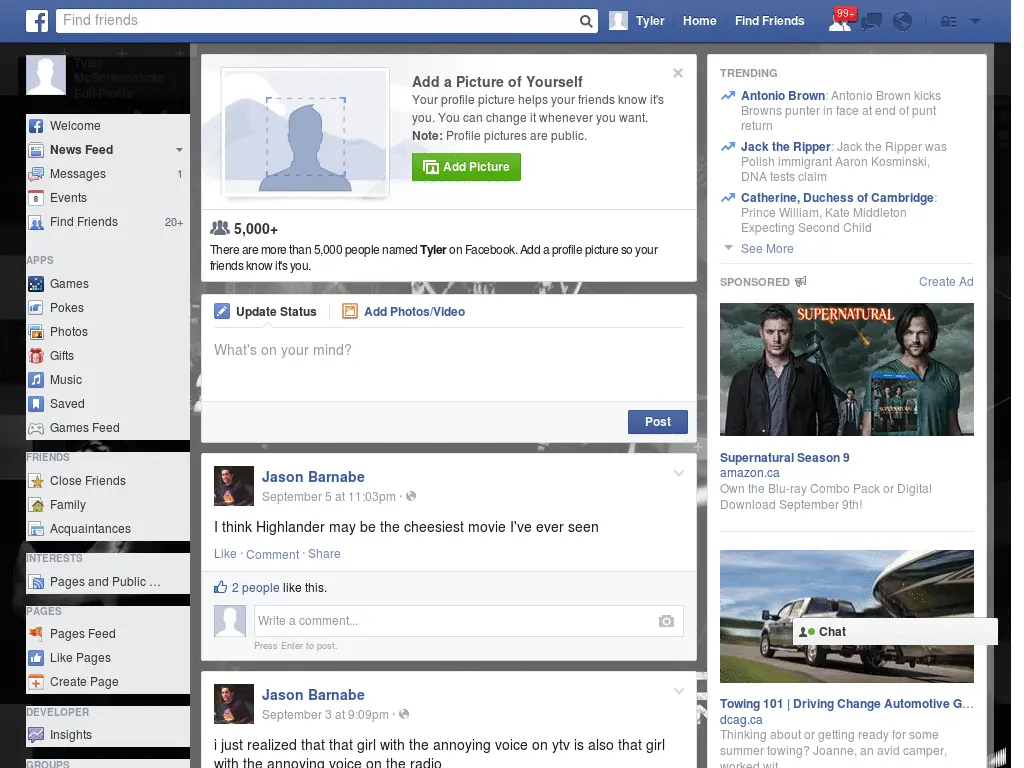 Find friends
Tyler
Home
Find Friends
99+
Tyler
McScreenshots
Edit Profile
Welcome
News Feed
Messages
1
8
Events
Find Friends
20+
APPS
Games
Pokes
Photos
Gifts
Music
Saved
Games Feed
FRIENDS
Close Friends
Family
Acquaintances
INTERESTS
Pages and Public ...
PAGES
Pages Feed
Like Pages
Create Page
DEVELOPER
Insights
GROUPS
Add a Picture of Yourself
Your profile picture helps your friends know it's
you. You can change it whenever you want.
Note: Profile pictures are public.
Add Picture
5,000+
There are more than 5,000 people named Tyler on Facebook. Add a profile picture so your
friends know it's you.
Update Status
Add Photos/Video
What's on your mind?
Post
Jason Barnabe
September 5 at 11:03pm ·
I think Highlander may be the cheesiest movie I've ever seen
Like · Comment · Share
2 people like this.
Write a comment...
Press Enter to post.
Jason Barnabe
September 3 at 9:09pm ·
i just realized that that girl with the annoying voice on ytv is also that girl
with the annoying voice on the radio
TRENDING
Antonio Brown: Antonio Brown kicks
Browns punter in face at end of punt
return
Jack the Ripper: Jack the Ripper was
Polish immigrant Aaron Kosminski,
DNA tests claim
Catherine, Duchess of Cambridge:
Prince William, Kate Middleton
Expecting Second Child
See More
SPONSORED
Create Ad
SUPERNATURAL
Supernatural Season 9
amazon.ca
Own the Blu-ray Combo Pack or Digital
Download September 9th!
Chat
Towing 101 | Driving Change Automotive G...
dcag.ca
Thinking about or getting ready for some
summer towing? Joanne, an avid camper,
worked wit